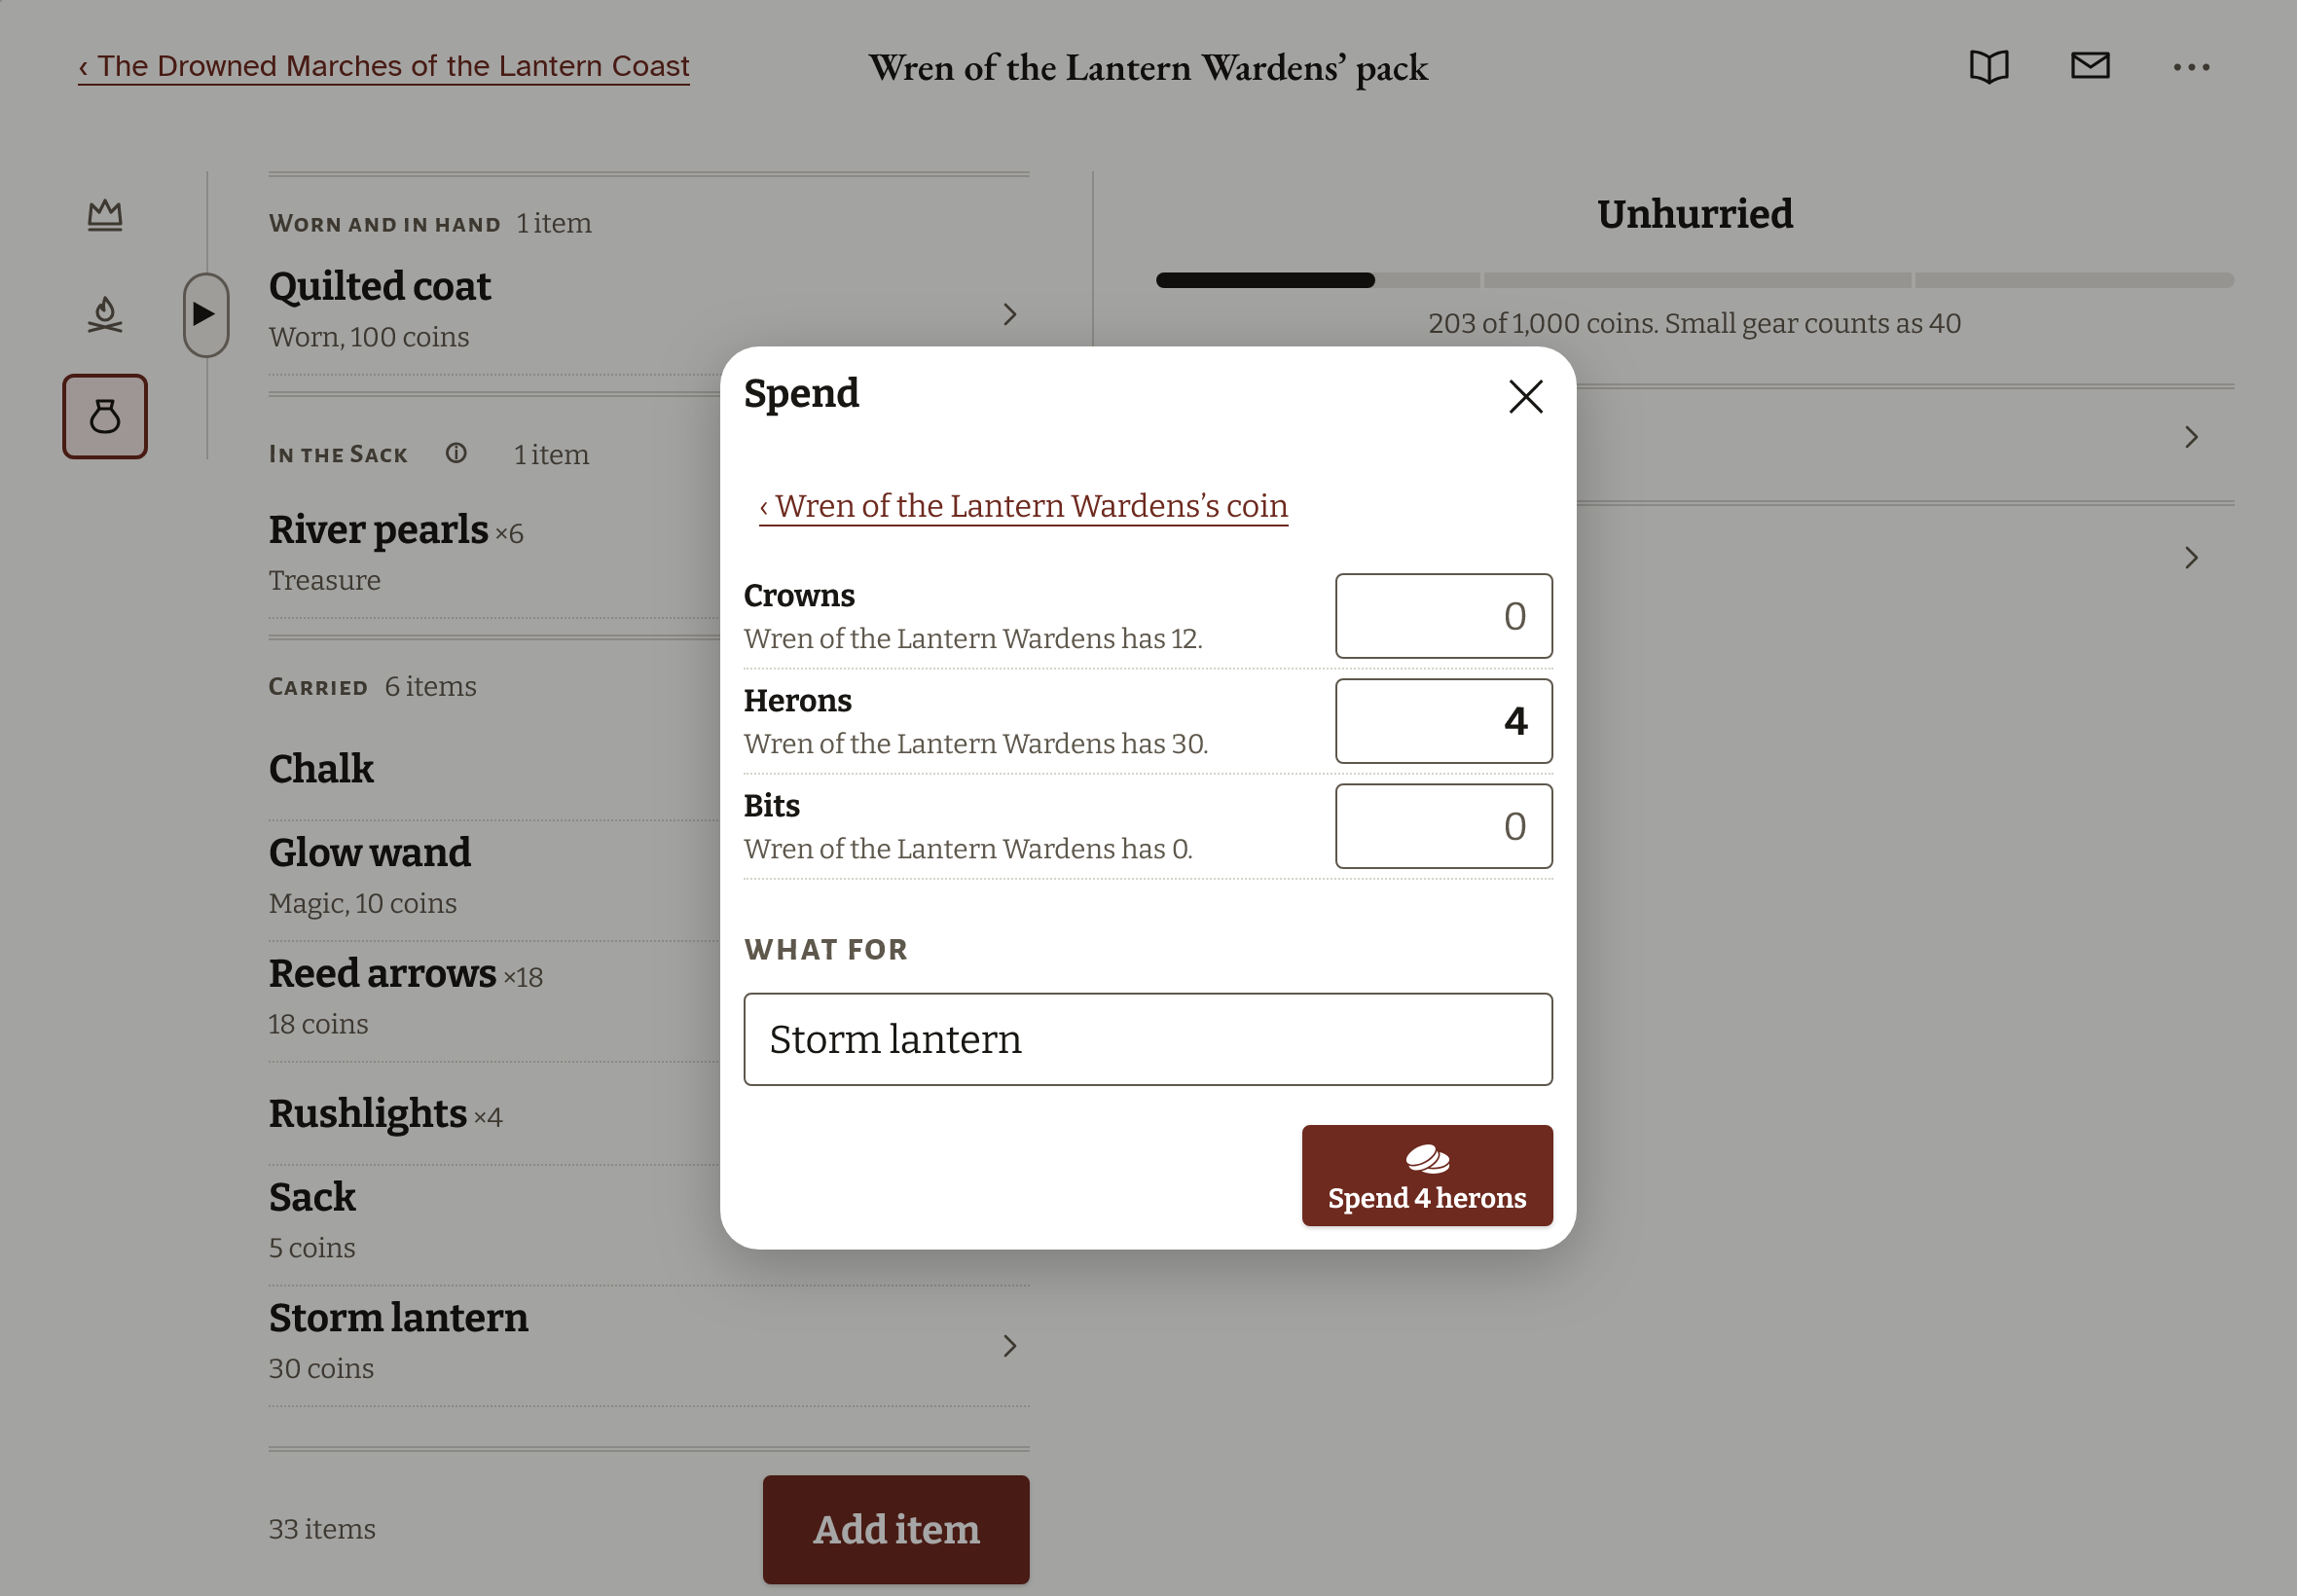 ‹ The Drowned Marches of the Lantern Coast
Wren of the Lantern Wardens’ pack
WORN AND IN HAND 1 item
Quilted coat
Worn, 100 coins
IN THE SACK 1 item
River pearls ×6
Treasure
CARRIED 6 items
Chalk
Glow wand
Magic, 10 coins
Reed arrows ×18
18 coins
Rushlights ×4
Sack
5 coins
Storm lantern
30 coins
33 items
Add item
Unhurried
203 of 1,000 coins. Small gear counts as 40
Spend
‹ Wren of the Lantern Wardens’s coin
Crowns
Wren of the Lantern Wardens has 12.
0
Herons
Wren of the Lantern Wardens has 30.
4
Bits
Wren of the Lantern Wardens has 0.
0
WHAT FOR
Storm lantern
Spend 4 herons